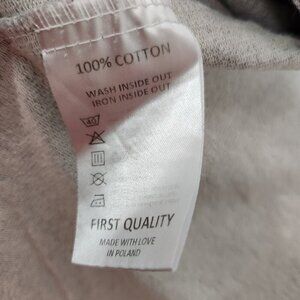 100% COTTON
WASH INSIDE OUT
IRON INSIDE OUT
40
FIRST QUALITY
MADE WITH LOVE
IN POLAND